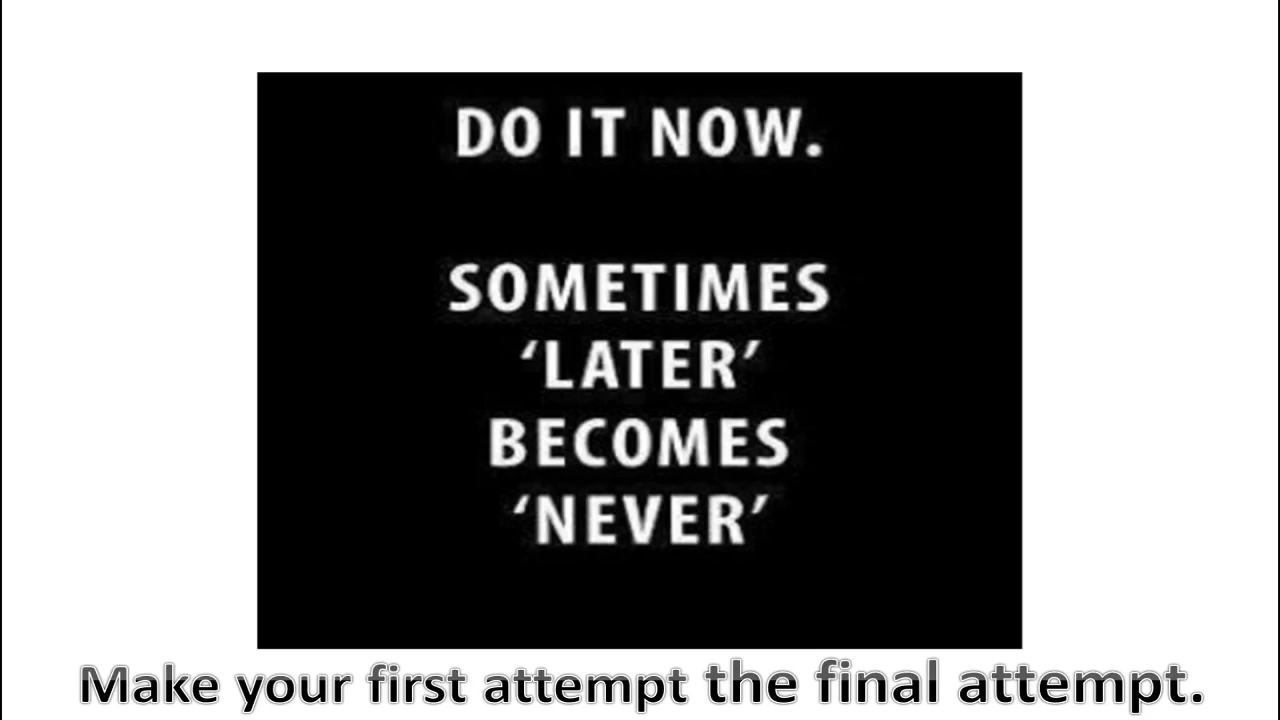 DO IT NOW.
SOMETIMES
‘LATER’
BECOMES
‘NEVER’
Make your first attempt the final attempt.